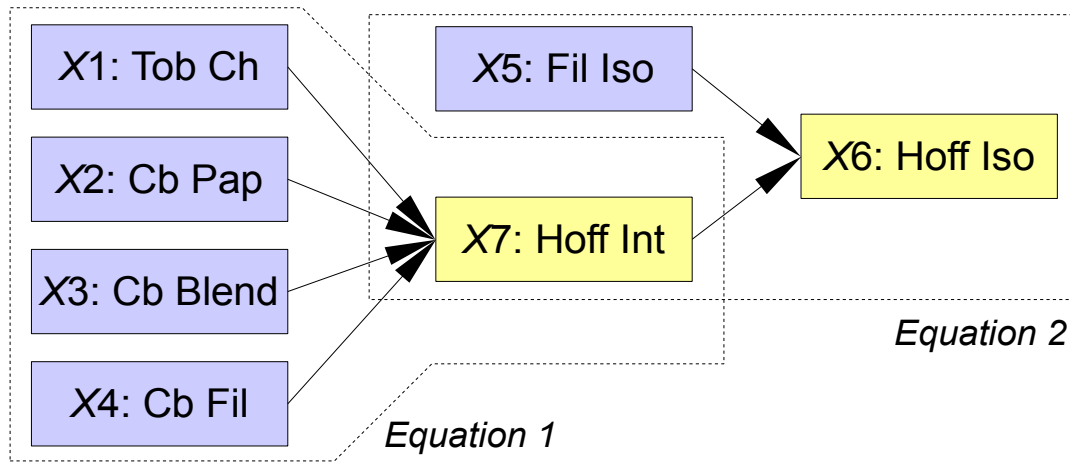 X1: Tob Ch
X2: Cb Pap
X3: Cb Blend
X4: Cb Fil
X5: Fil Iso
X7: Hoff Int
X6: Hoff Iso
Equation 2
Equation 1